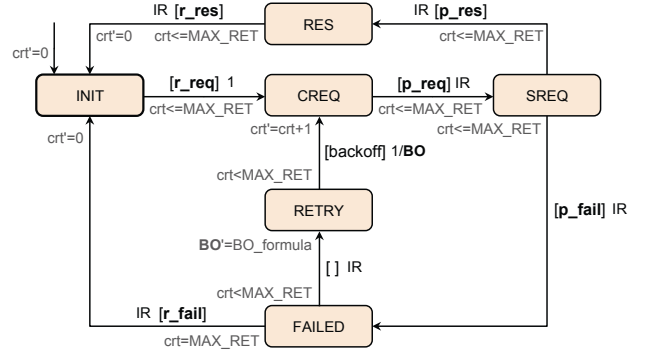 IR [r_res]
RES
IR [p_res]
crt'=0
crt'=0
crt<=MAX_RET
crt<=MAX_RET
INIT
[r_req] 1
crt<=MAX_RET
CREQ
[p_req] IR
crt<=MAX_RET
SREQ
crt'=0
crt'=crt+1
crt<=MAX_RET
[backoff] 1/BO
crt<MAX_RET
RETRY
[p_fail] IR
BO'=BO_formula
[ ] IR
crt<MAX_RET
IR [r_fail]
FAILED
crt=MAX_RET